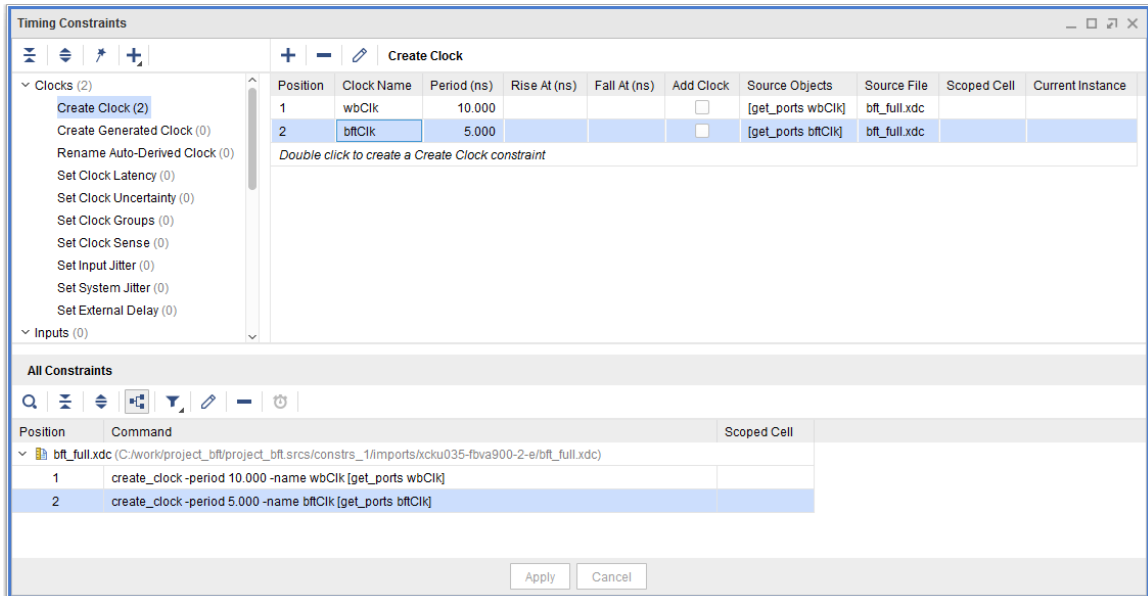 Timing Constraints
Create Clock
Clocks (2)
Create Clock (2)
Create Generated Clock (0)
Rename Auto-Derived Clock (0)
Set Clock Latency (0)
Set Clock Uncertainty (0)
Set Clock Groups (0)
Set Clock Sense (0)
Set Input Jitter (0)
Set System Jitter (0)
Set External Delay (0)
Inputs (0)
Position Clock Name Period (ns) Rise At (ns) Fall At (ns) Add Clock Source Objects Source File Scoped Cell Current Instance
1 wbClk 10.000 [get_ports wbClk] bft_full.xdc
2 bftClk 5.000 [get_ports bftClk] bft_full.xdc
Double click to create a Create Clock constraint
All Constraints
Position Command Scoped Cell
bft_full.xdc (C:/work/project_bft/project_bft.srcs/constrs_1/imports/xcku035-fbva900-2-e/bft_full.xdc)
1 create_clock -period 10.000 -name wbClk [get_ports wbClk]
2 create_clock -period 5.000 -name bftClk [get_ports bftClk]
Apply Cancel